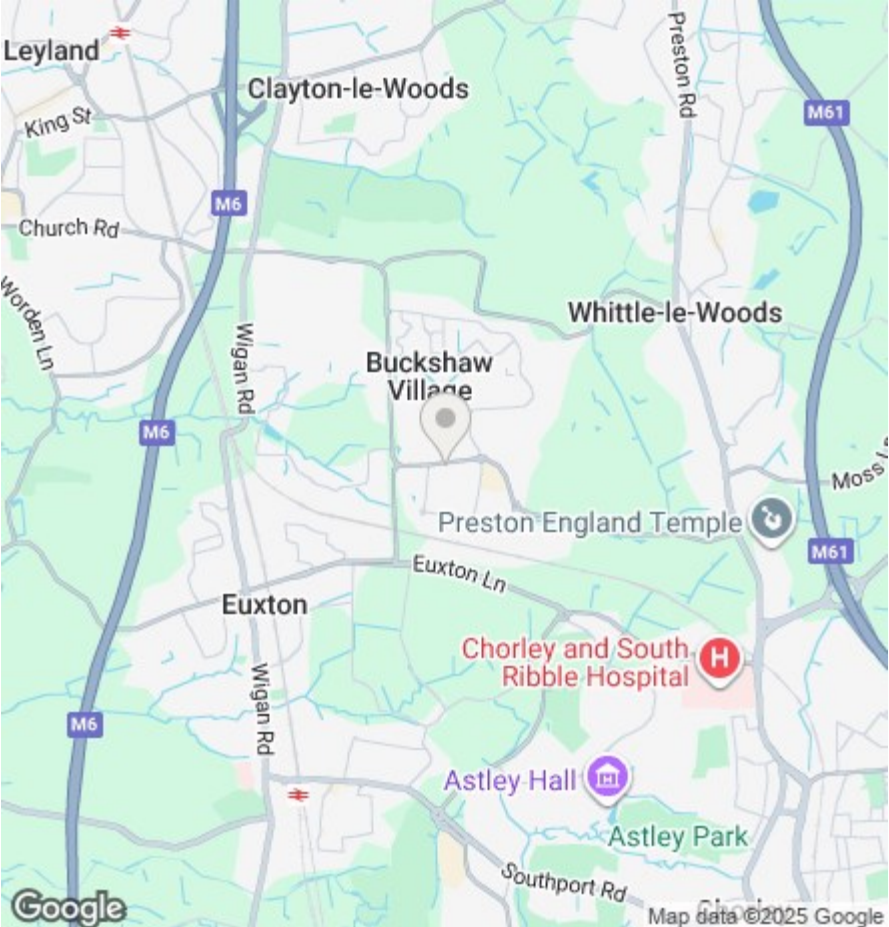 Leyland
Clayton-le-Woods
Preston Rd
M61
King St
M6
Church Rd
Worden Ln
Whittle-le-Woods
Wigan Rd
Buckshaw
Village
M6
Moss
Preston England Temple
M61
Euxton Ln
Euxton
Chorley and South
Ribble Hospital
H
Wigan Rd
M6
Astley Hall
Astley Park
Southport Rd
Chorley
Google
Map data ©2025 Google